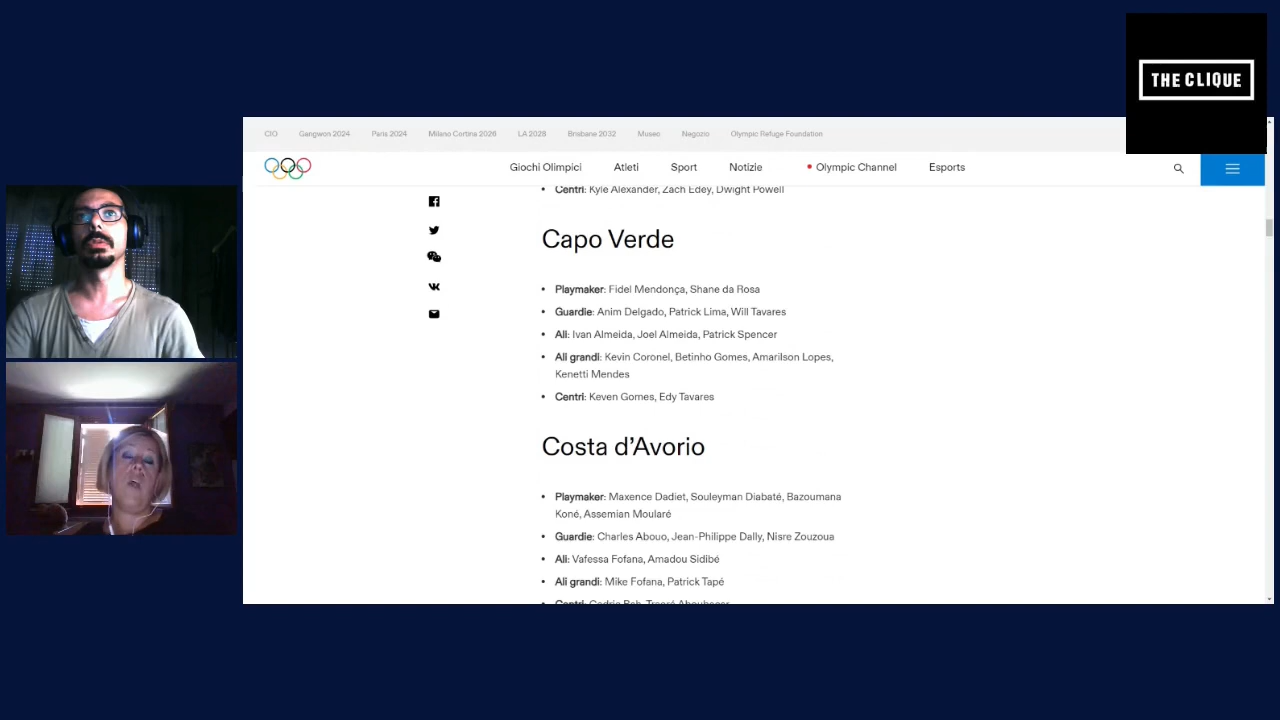 THE CLIQUE
CIO Gangwon 2024 Paris 2024 Milano Cortina 2026 LA 2028 Brisbane 2032 Museo Negozio Olympic Refuge Foundation
Giochi Olimpici Atleti Sport Notizie Olympic Channel Esports
Centri: Kyle Alexander, Zach Edey, Dwight Powell
Capo Verde
Playmaker: Fidel Mendonça, Shane da Rosa
Guardie: Anim Delgado, Patrick Lima, Will Tavares
Ali: Ivan Almeida, Joel Almeida, Patrick Spencer
Ali grandi: Kevin Coronel, Betinho Gomes, Amarilson Lopes,
Kenetti Mendes
Centri: Keven Gomes, Edy Tavares
Costa d'Avorio
Playmaker: Maxence Dadiet, Souleyman Diabaté, Bazoumana
Koné, Assemian Moularé
Guardie: Charles Abouo, Jean-Philippe Dally, Nisre Zouzoua
Ali: Vafessa Fofana, Amadou Sidibé
Ali grandi: Mike Fofana, Patrick Tapé